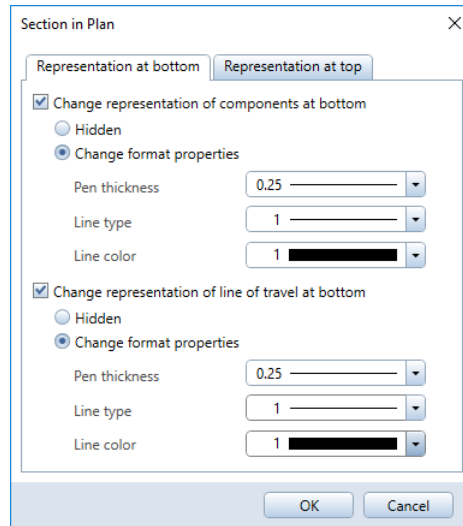 Section in Plan
Representation at bottom
Representation at top
Change representation of components at bottom
Hidden
Change format properties
Pen thickness 0.25
Line type 1
Line color 1
Change representation of line of travel at bottom
Hidden
Change format properties
Pen thickness 0.25
Line type 1
Line color 1
OK Cancel